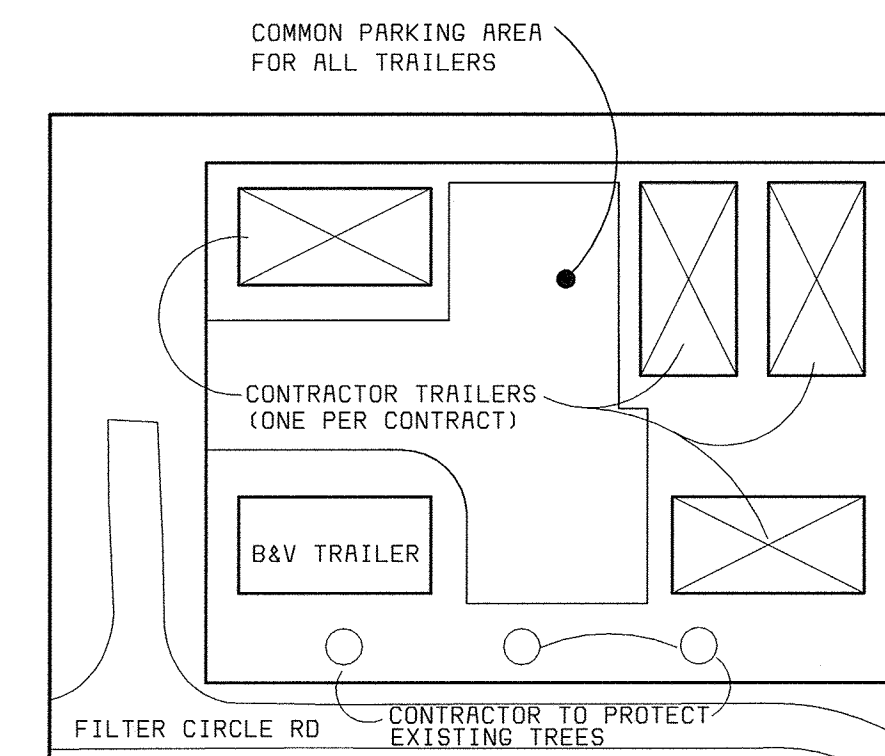 COMMON PARKING AREA
FOR ALL TRAILERS
CONTRACTOR TRAILERS
(ONE PER CONTRACT)
B&V TRAILER
CONTRACTOR TO PROTECT
EXISTING TREES
FILTER CIRCLE RD